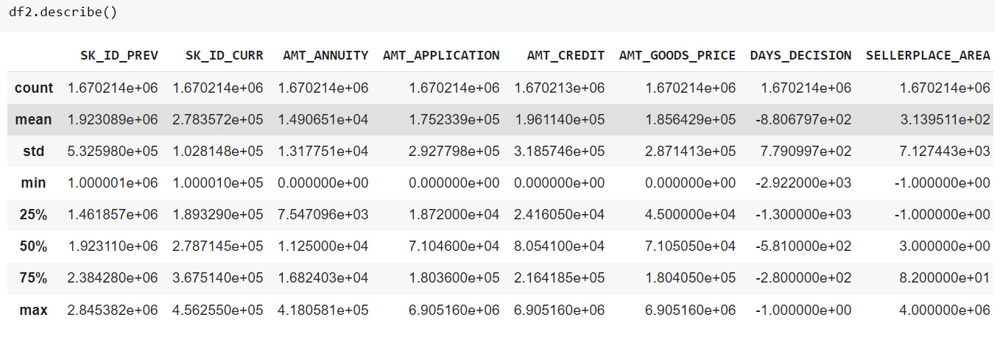 df2.describe()
SK_ID_PREV SK_ID_CURR AMT_ANNUITY AMT_APPLICATION AMT_CREDIT AMT_GOODS_PRICE DAYS_DECISION SELLERPLACE_AREA
count 1.670214e+06 1.670214e+06 1.670214e+06 1.670214e+06 1.670213e+06 1.670214e+06 1.670214e+06 1.670214e+06
mean 1.923089e+06 2.783572e+05 1.490651e+04 1.752339e+05 1.961140e+05 1.856429e+05 -8.806797e+02 3.139511e+02
std 5.325980e+05 1.028148e+05 1.317751e+04 2.927798e+05 3.185746e+05 2.871413e+05 7.790997e+02 7.127443e+03
min 1.000001e+06 1.000010e+05 0.000000e+00 0.000000e+00 0.000000e+00 0.000000e+00 -2.922000e+03 -1.000000e+00
25% 1.461857e+06 1.893290e+05 7.547096e+03 1.872000e+04 2.416050e+04 4.500000e+04 -1.300000e+03 -1.000000e+00
50% 1.923110e+06 2.787145e+05 1.125000e+04 7.104600e+04 8.054100e+04 7.105050e+04 -5.810000e+02 3.000000e+00
75% 2.384280e+06 3.675140e+05 1.682403e+04 1.803600e+05 2.164185e+05 1.804050e+05 -2.800000e+02 8.200000e+01
max 2.845382e+06 4.562550e+05 4.180581e+05 6.905160e+06 6.905160e+06 6.905160e+06 -1.000000e+00 4.000000e+06